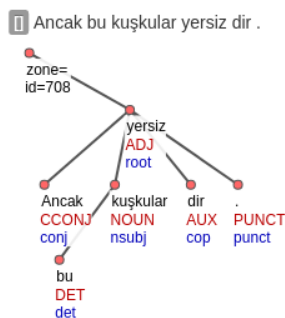 [] Ancak bu kuşkular yersiz dir .
zone=
id=708
yersiz
ADJ
root
Ancak kuşkular dir .
CCONJ NOUN AUX PUNCT
conj nsubj cop punct
bu
DET
det